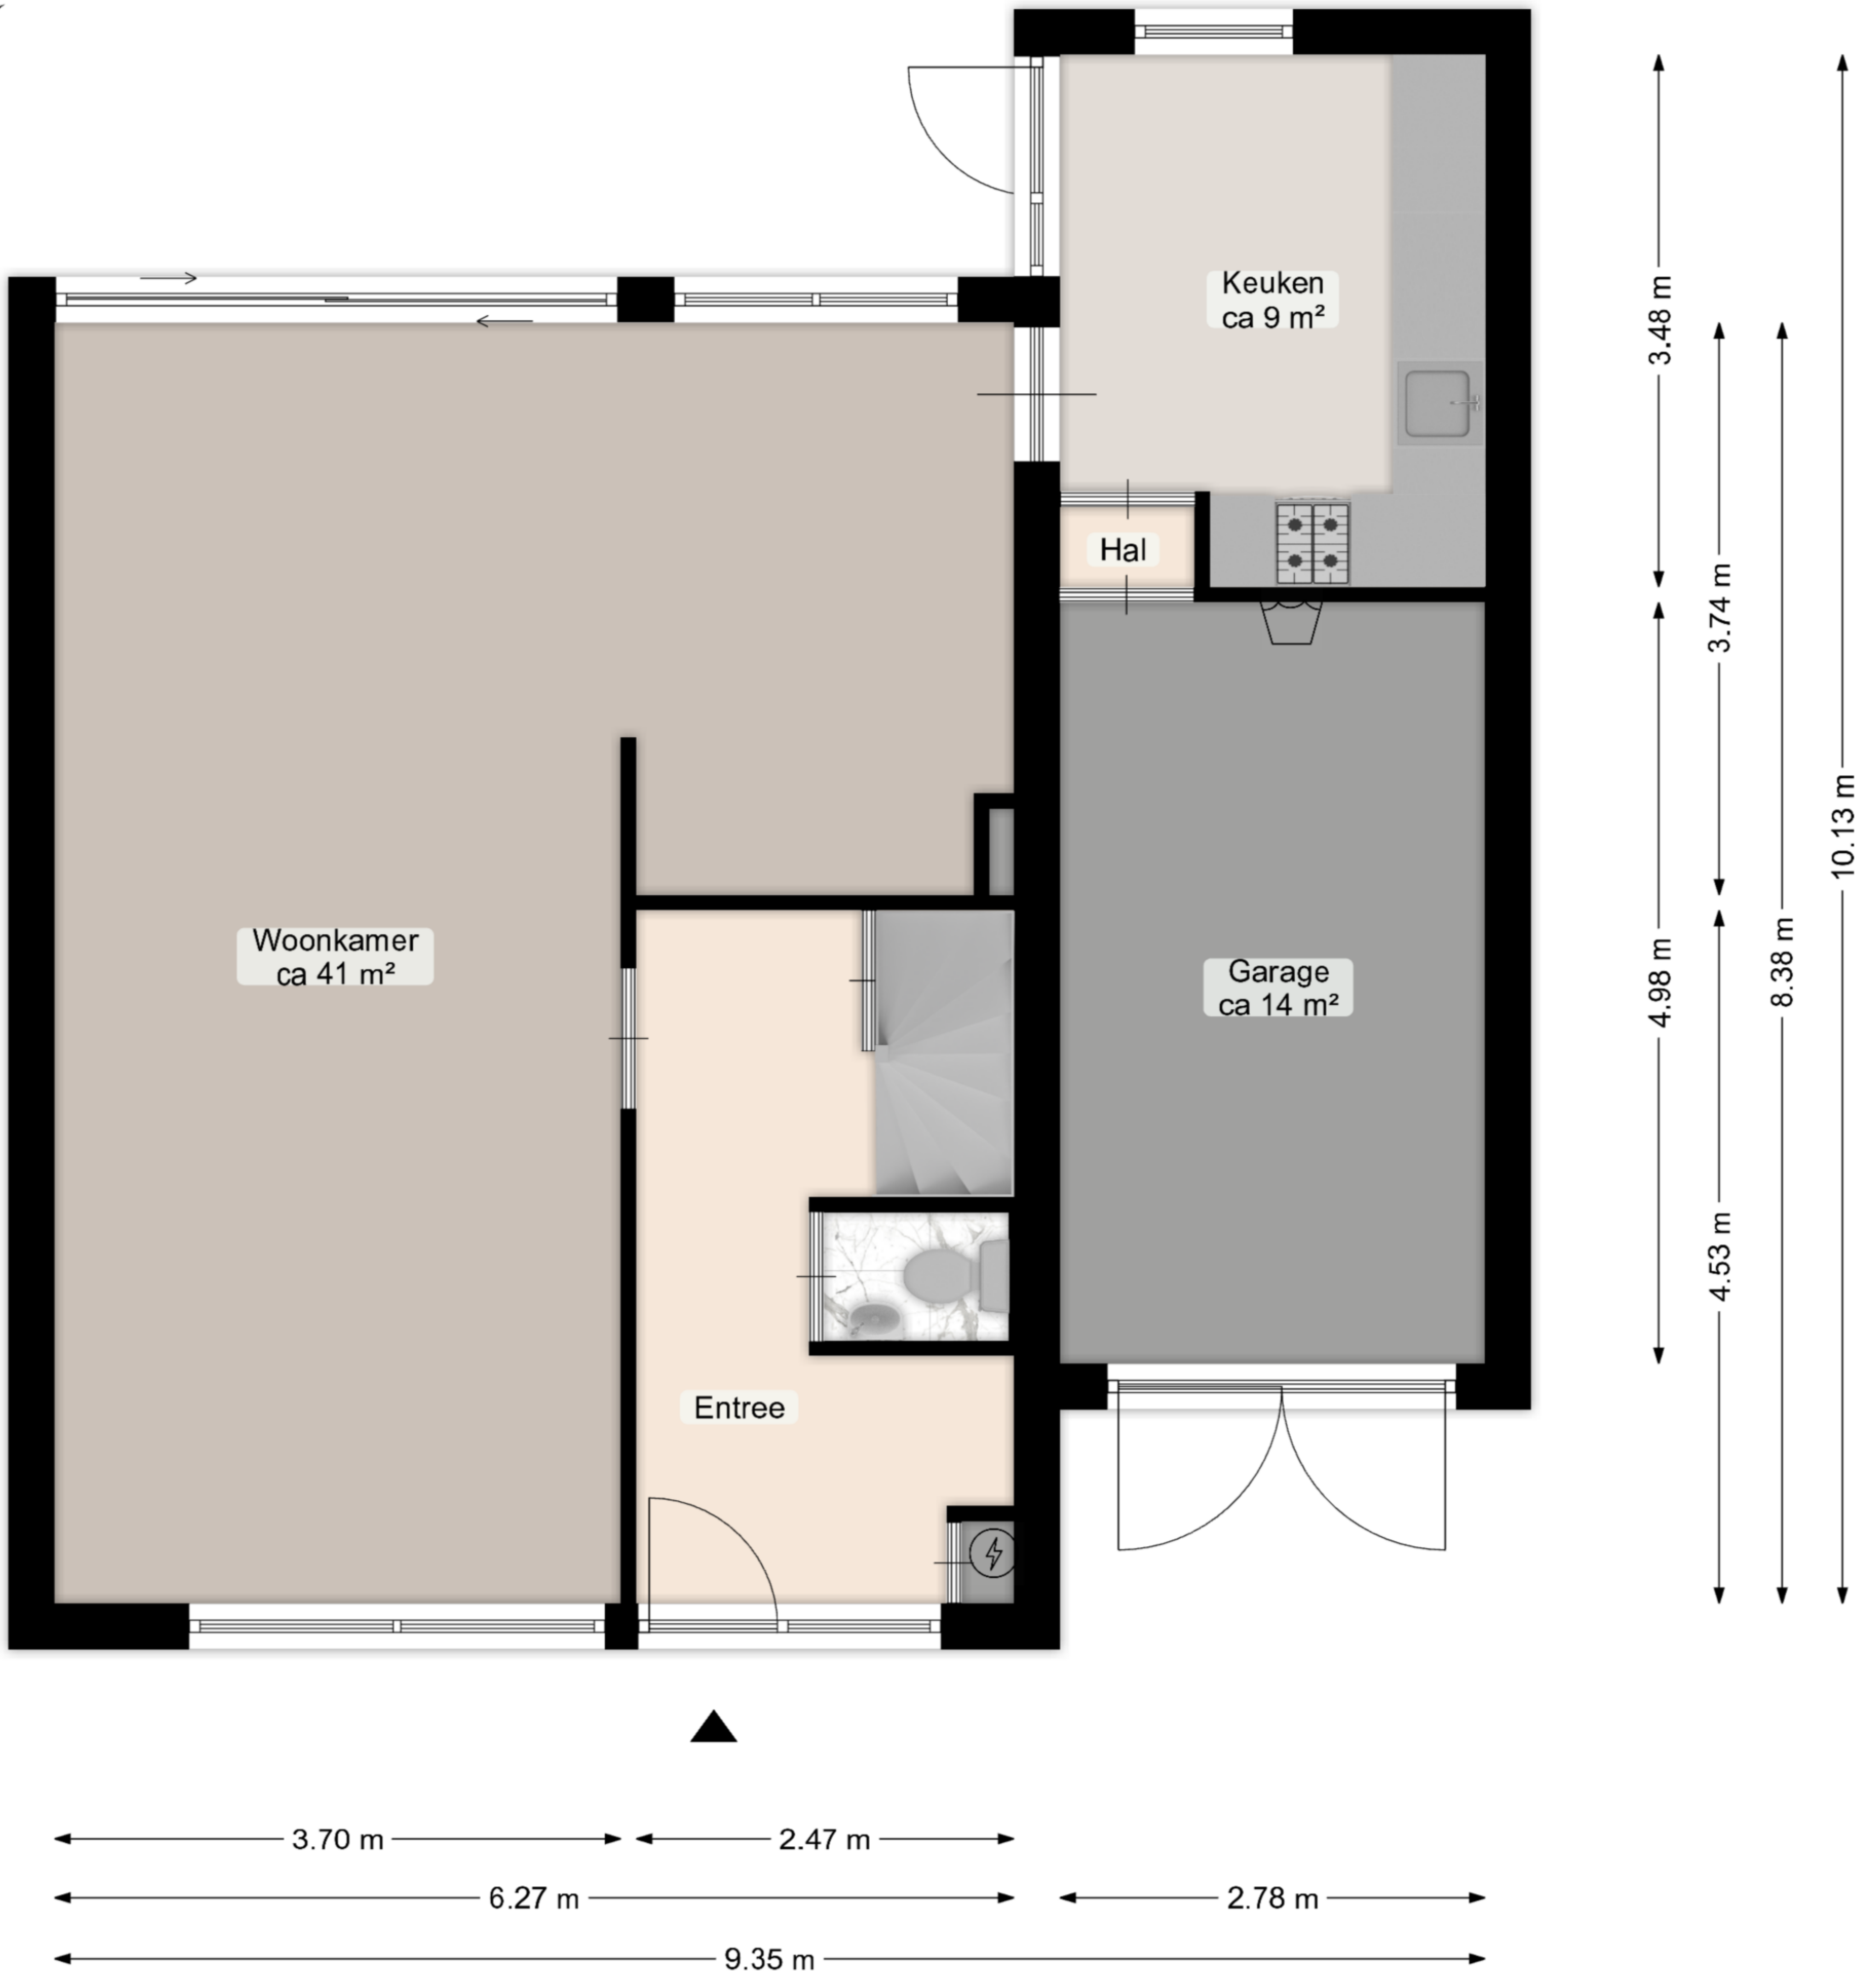 Keuken
ca 9 m²
Hal
Woonkamer
ca 41 m²
Garage
ca 14 m²
Entree
3.48 m
4.98 m
3.74 m
4.53 m
8.38 m
10.13 m
3.70 m
2.47 m
6.27 m
2.78 m
9.35 m